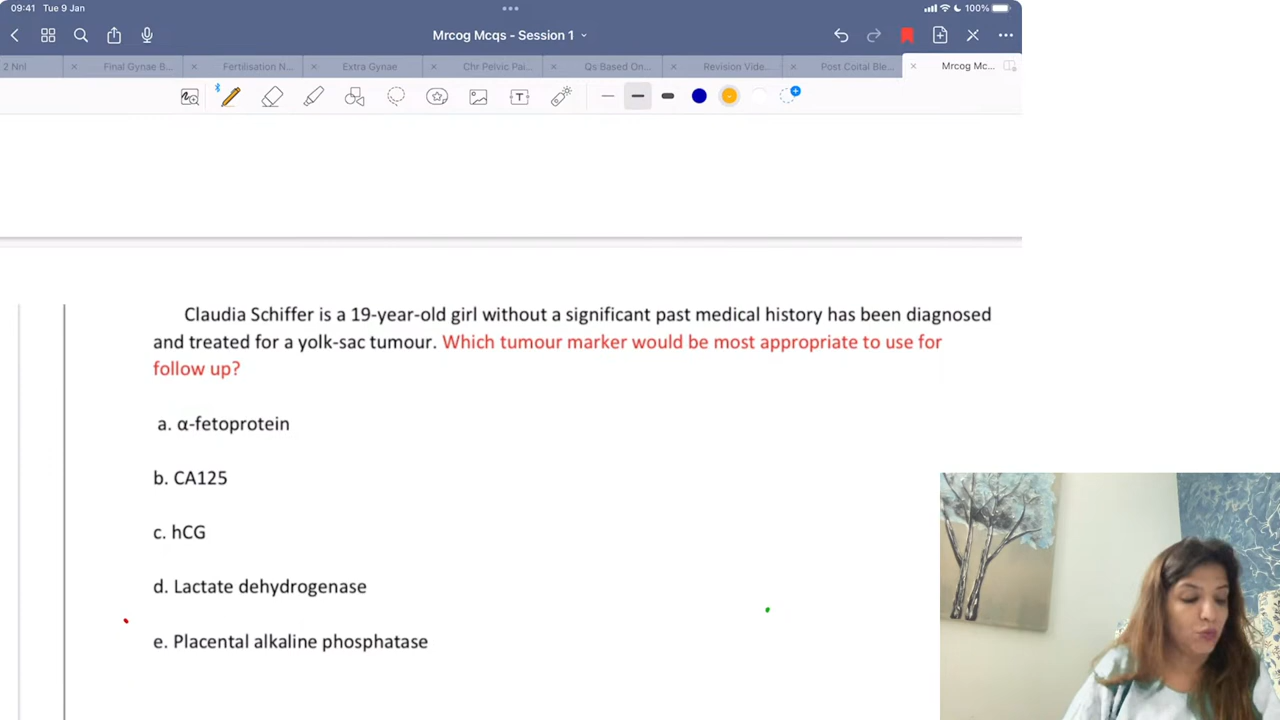 09:41 Tue 9 Jan
100%
Mrcog Mcqs - Session 1
2 Nnl
Final Gynae B...
Fertilisation N...
Extra Gynae
Chr Pelvic Pai...
Qs Based On...
Revision Vide...
Post Coital Ble...
Mrcog Mc...
Claudia Schiffer is a 19-year-old girl without a significant past medical history has been diagnosed
and treated for a yolk-sac tumour. Which tumour marker would be most appropriate to use for
follow up?
a. α-fetoprotein
b. CA125
c. hCG
d. Lactate dehydrogenase
e. Placental alkaline phosphatase